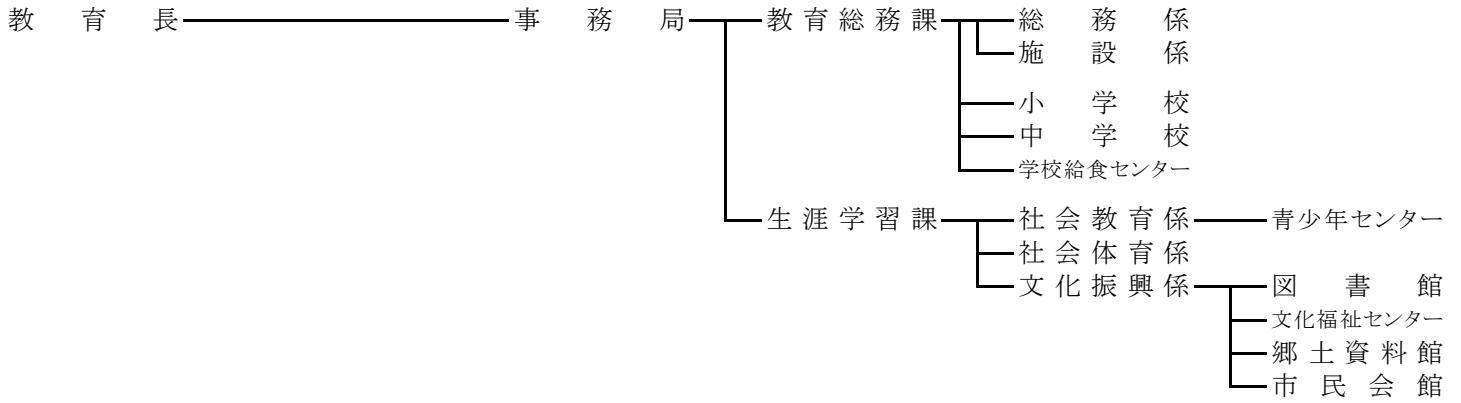 教育長 事務局 教育総務課 総務係
施設係
小学校
中学校
学校給食センター
生涯学習課 社会教育係 青少年センター
社会体育係
文化振興係 図書館
文化福祉センター
郷土資料館
市民会館